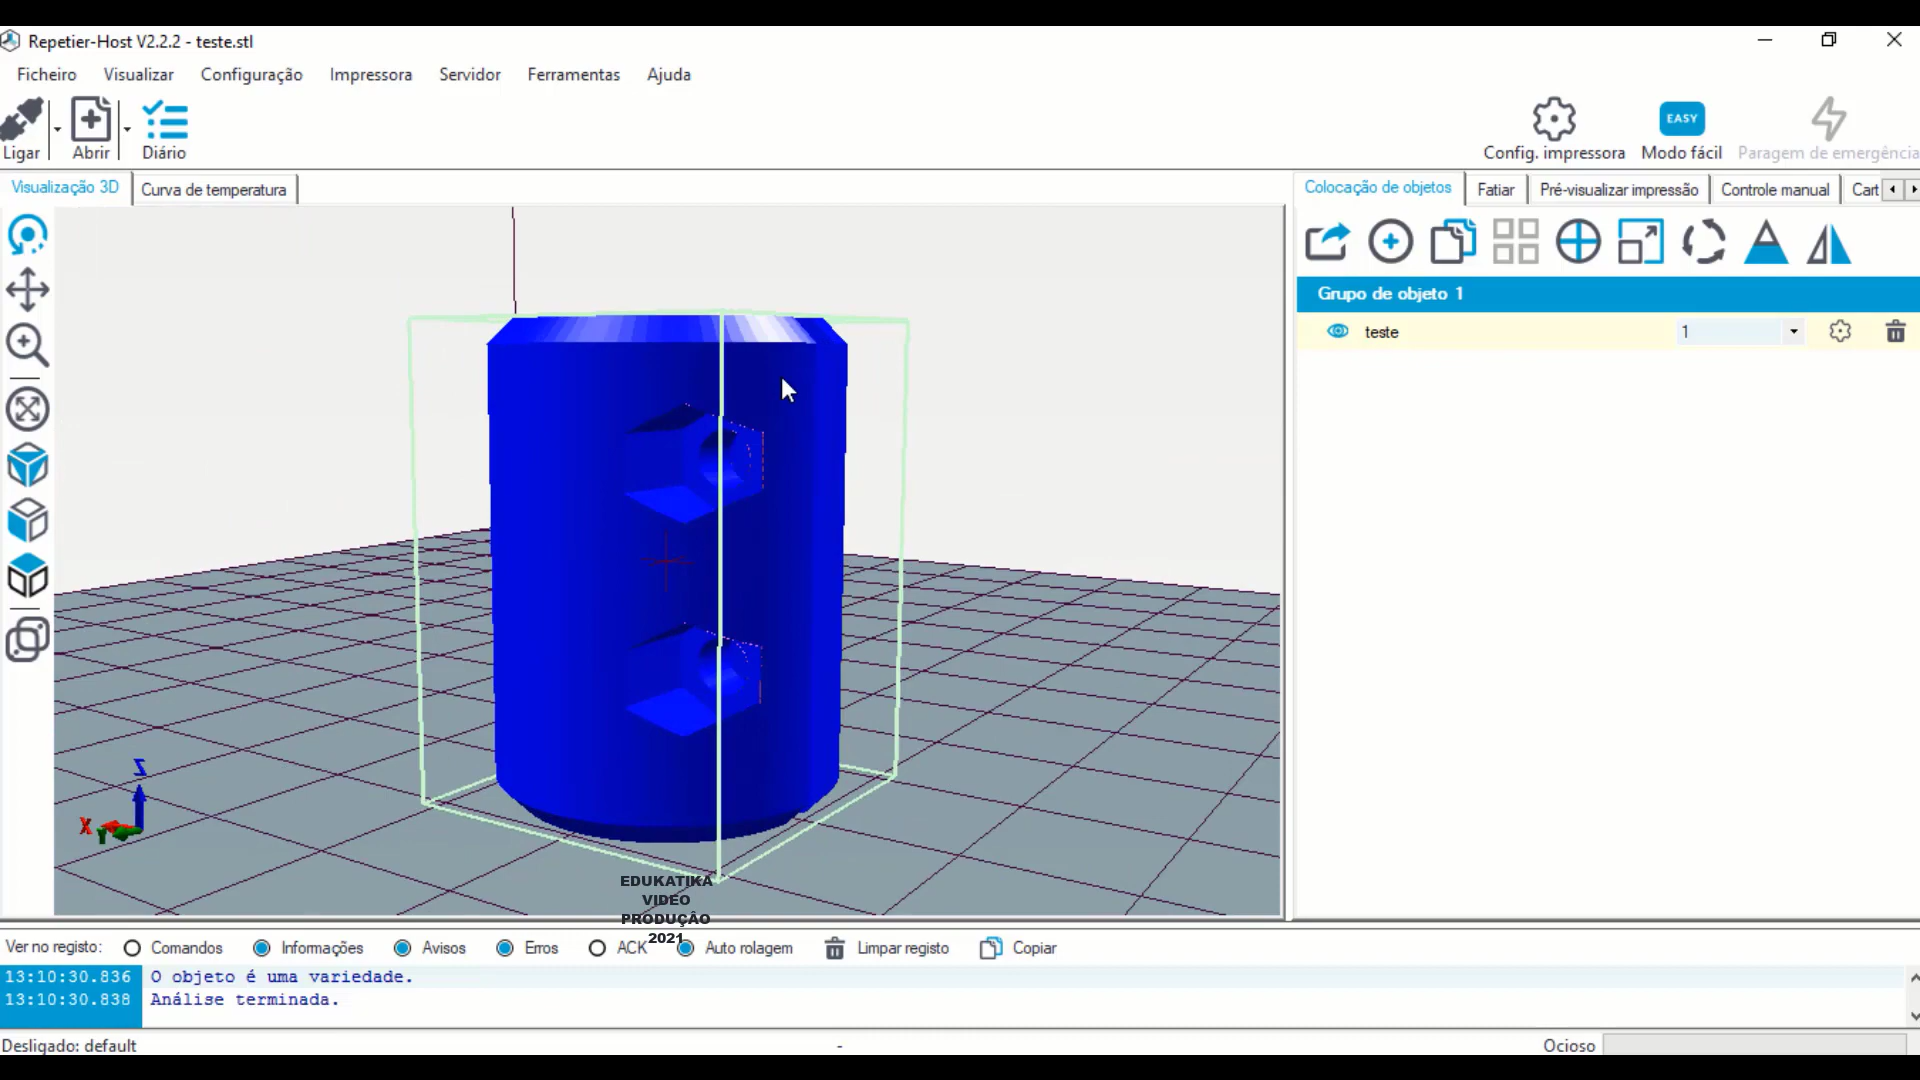 Repetier-Host V2.2.2 - teste.stl
Ficheiro Visualizar Configuração Impressora Servidor Ferramentas Ajuda
Ligar Abrir Diário Config. impressora EASY Modo fácil Paragem de emergência
Visualização 3D Curva de temperatura Colocação de objetos Fatiar Pré-visualizar impressão Controle manual Cart
Grupo de objeto 1
teste 1
Z
X
Y
EDUKATIKA
VIDEO
PRODUÇÂO
2021
Ver no registo: Comandos Informações Avisos Erros ACK Auto rolagem Limpar registo Copiar
13:10:30.836 O objeto é uma variedade.
13:10:30.838 Análise terminada.
Desligado: default - Ocioso